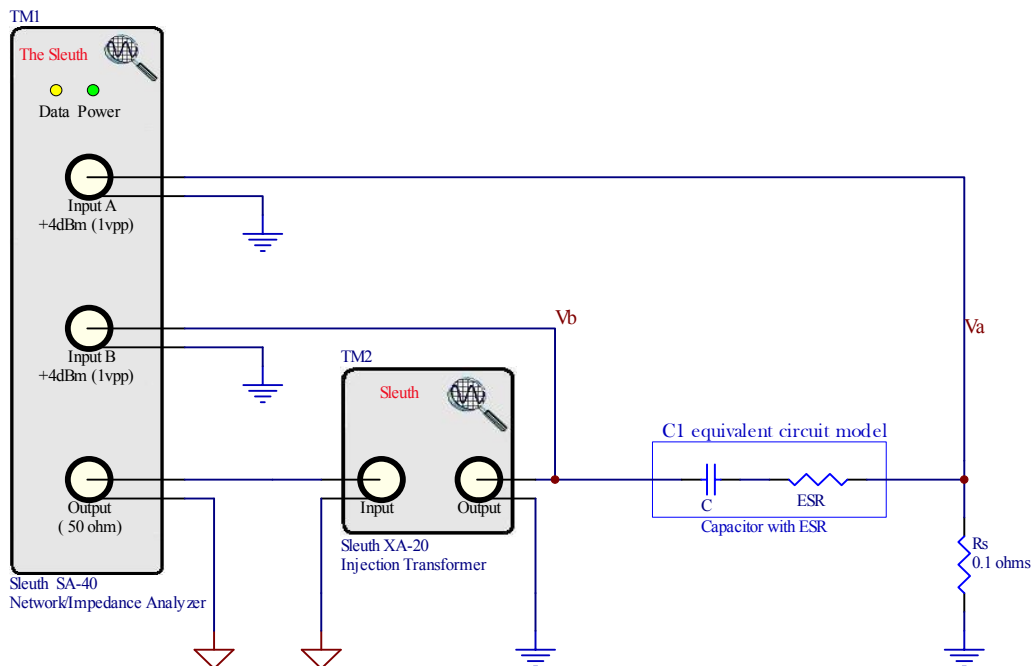 TM1
The Sleuth
Data Power
Input A
+4dBm (1vpp)
Input B
+4dBm (1vpp)
Output
( 50 ohm)
Sleuth SA-40
Network/Impedance Analyzer
TM2
Sleuth
Input
Output
Sleuth XA-20
Injection Transformer
Vb
Va
C1 equivalent circuit model
C
ESR
Capacitor with ESR
Rs
0.1 ohms